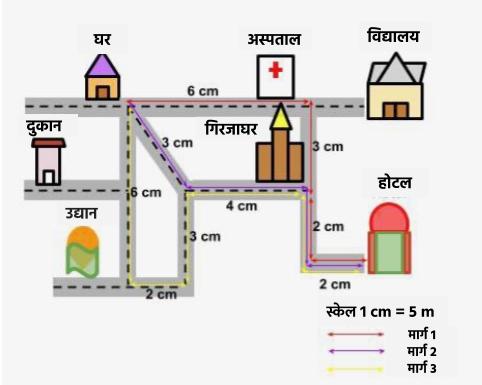 घर
अस्पताल
विद्यालय
6 cm
दुकान
गिरजाघर
3 cm
3 cm
होटल
6 cm
4 cm
उद्यान
3 cm
2 cm
2 cm
2 cm
स्केल 1 cm = 5 m
मार्ग 1
मार्ग 2
मार्ग 3